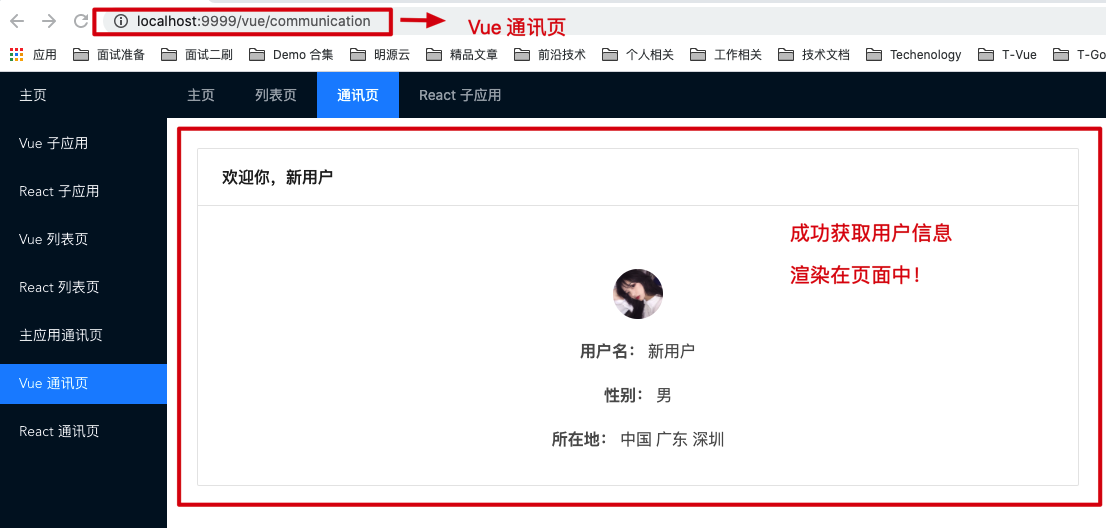 localhost:9999/vue/communication
Vue 通讯页
应用 面试准备 面试二刷 Demo 合集 明源云 精品文章 前沿技术 个人相关 工作相关 技术文档 Techenology T-Vue T-Go
主页 列表页 通讯页 React 子应用
主页
Vue 子应用
React 子应用
Vue 列表页
React 列表页
主应用通讯页
Vue 通讯页
React 通讯页
欢迎你，新用户
成功获取用户信息
渲染在页面中！
用户名： 新用户
性别： 男
所在地： 中国 广东 深圳